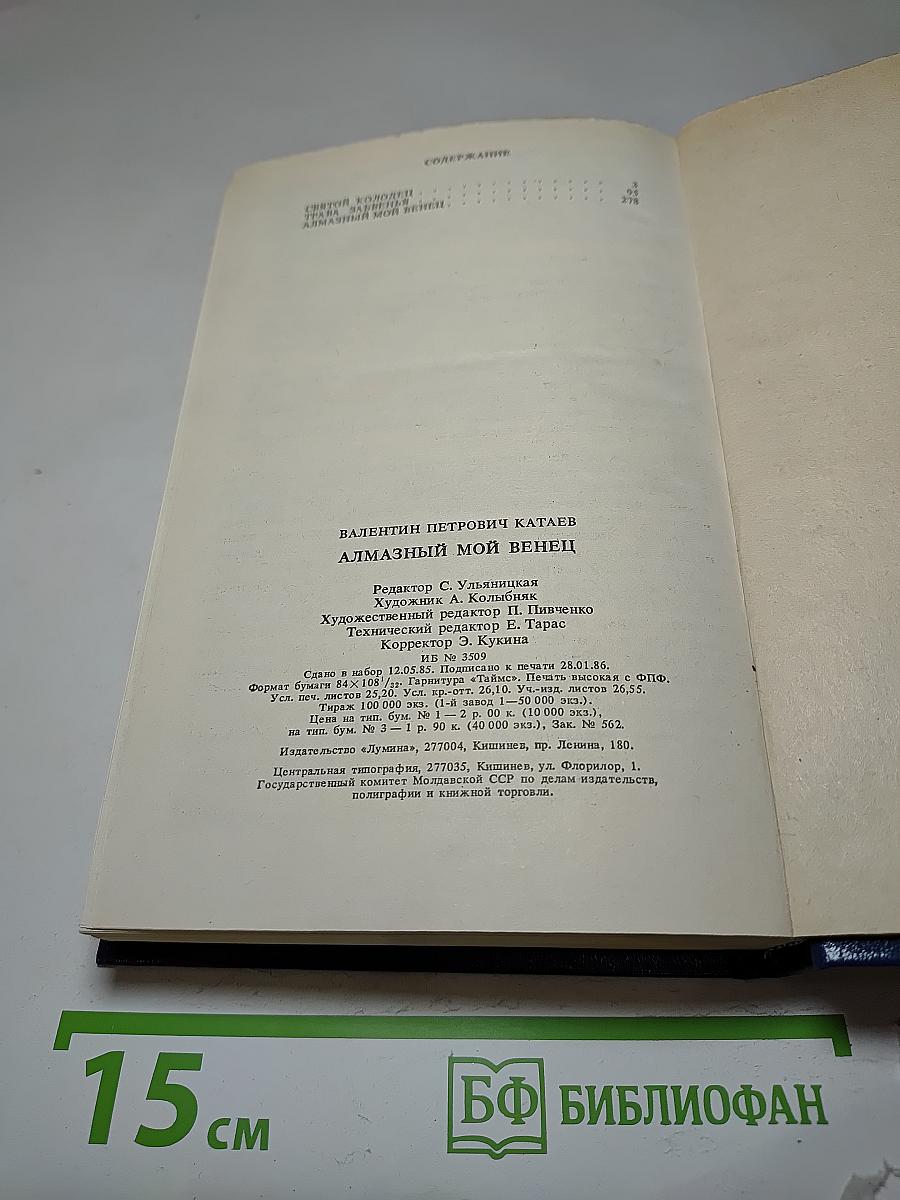 СОДЕРЖАНИЕ
СВЯТОЙ КОЛОДЕЦ . . . . . . . . . . 3
ТРАВА ЗАБВЕНЬЯ . . . . . . . . . . 95
АЛМАЗНЫЙ МОЙ ВЕНЕЦ . . . . . . . . . . 278
ВАЛЕНТИН ПЕТРОВИЧ КАТАЕВ
АЛМАЗНЫЙ МОЙ ВЕНЕЦ
Редактор С. Ульяницкая
Художник А. Колыбняк
Художественный редактор П. Пивченко
Технический редактор Е. Тарас
Корректор Э. Кукина
ИБ № 3509
Сдано в набор 12.05.85. Подписано к печати 28.01.86.
Формат бумаги 84×108 1/32. Гарнитура «Таймс». Печать высокая с ФПФ.
Усл. печ. листов 25,20. Усл. кр.-отт. 26,10. Уч.-изд. листов 26,55.
Тираж 100 000 экз. (1-й завод 1—50 000 экз.).
Цена на тип. бум. № 1 — 2 р. 00 к. (10 000 экз.),
на тип. бум. № 3 — 1 р. 90 к. (40 000 экз.), Зак. № 562.
Издательство «Лумина», 277004, Кишинев, пр. Ленина, 180.
Центральная типография, 277035, Кишинев, ул. Флорилор, 1.
Государственный комитет Молдавской ССР по делам издательств,
полиграфии и книжной торговли.
15 см
БФ БИБЛИОФАН